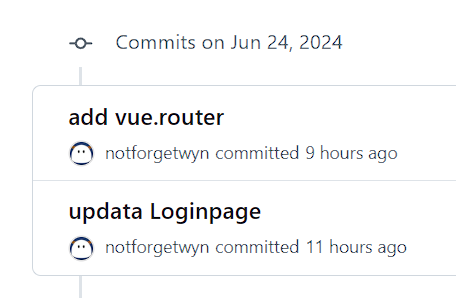 Commits on Jun 24, 2024
add vue.router
notforgetwyn committed 9 hours ago
updata Loginpage
notforgetwyn committed 11 hours ago